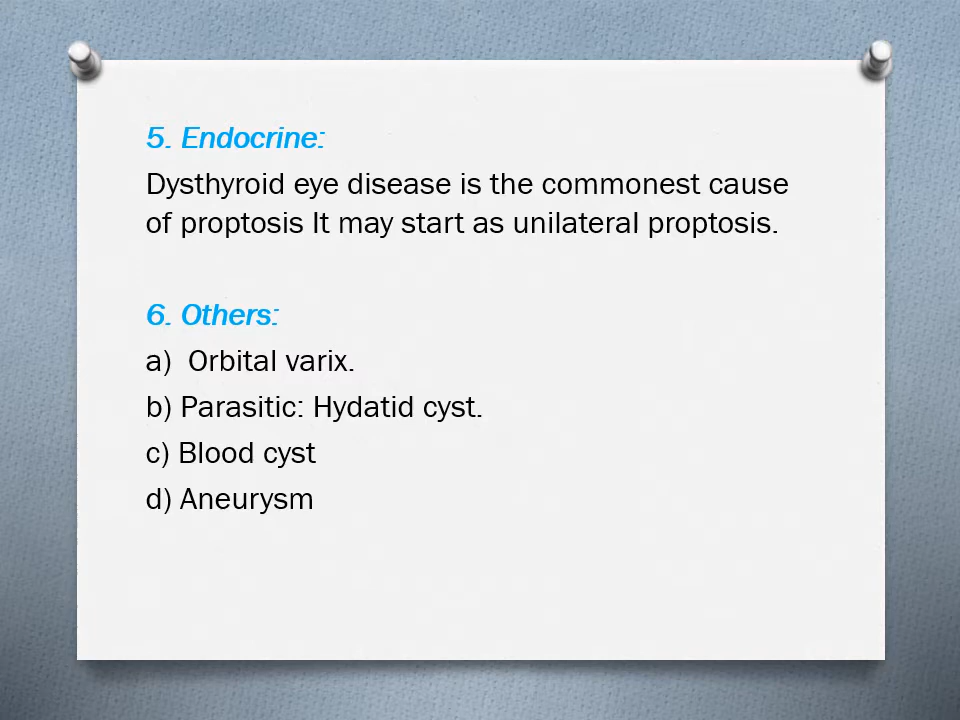 5. Endocrine:
Dysthyroid eye disease is the commonest cause
of proptosis It may start as unilateral proptosis.
6. Others:
a) Orbital varix.
b) Parasitic: Hydatid cyst.
c) Blood cyst
d) Aneurysm